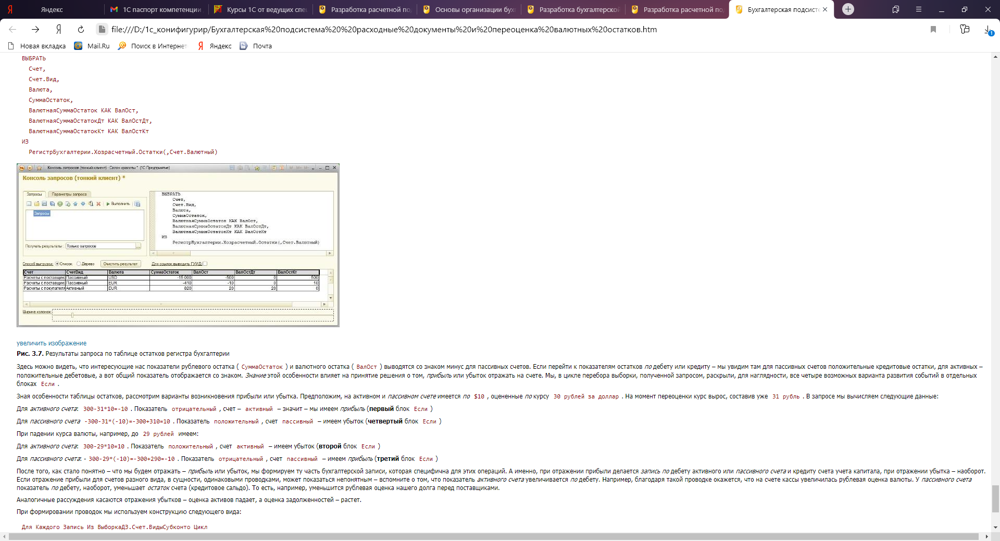 Яндекс
1С паспорт компетенции
Курсы 1С от ведущих спе
Разработка расчетной по
Основы организации бух
Разработка бухгалтерской
Разработка расчетной по
Бухгалтерская подсист
file:///D:/1с_конифигурир/Бухгалтерская%20подсистема%20%20расходные%20документы%20и%20переоценка%20валютных%20остатков.htm
1
Новая вкладка
Mail.Ru
Поиск в Интернет
Яндекс
Почта
ВЫБРАТЬ
Счет,
Счет.Вид,
Валюта,
СуммаОстаток,
ВалютнаяСуммаОстаток КАК ВалОст,
ВалютнаяСуммаОстатокДт КАК ВалОстДт,
ВалютнаяСуммаОстатокКт КАК ВалОстКт
ИЗ
РегистрБухгалтерии.Хозрасчетный.Остатки(,Счет.Валютный)
Консоль запросов (тонкий клиент) - Салон красоты * (1С:Предприятие)
Консоль запросов (тонкий клиент) *
Запросы
Параметры запроса
Выполнить
Запросы
Получать результаты :
Только запросов
ВЫБРАТЬ
Счет,
Счет.Вид,
Валюта,
СуммаОстаток,
ВалютнаяСуммаОстаток КАК ВалОст,
ВалютнаяСуммаОстатокДт КАК ВалОстДт,
ВалютнаяСуммаОстатокКт КАК ВалОстКт
ИЗ
РегистрБухгалтерии.Хозрасчетный.Остатки(,Счет.Валютный)
Способ выгрузки: Список Дерево Очистить результат Для ссылок выводить ГУИД:
Счет СчетВид Валюта СуммаОстаток ВалОст ВалОстДт ВалОстКт
Расчеты с поставщик Пассивный USD -15 000 -500 0 500
Расчеты с поставщик Пассивный EUR -410 -10 0 10
Расчеты с покупателя Активный EUR 820 20 20 0
Ширина колонок:
увеличить изображение
Рис. 3.7. Результаты запроса по таблице остатков регистра бухгалтерии
Здесь можно видеть, что интересующие нас показатели рублевого остатка ( СуммаОстаток ) и валютного остатка ( ВалОст ) выводятся со знаком минус для пассивных счетов. Если перейти к показателям остатков по дебету или кредиту – мы увидим там для пассивных счетов положительные кредитовые остатки, для активных –
положительные дебетовые, а вот общий показатель отображается со знаком. Знание этой особенности влияет на принятие решения о том, прибыль или убыток отражать на счете. Мы, в цикле перебора выборки, полученной запросом, раскрыли, для наглядности, все четыре возможных варианта развития событий в отдельных
блоках Если .
Зная особенности таблицы остатков, рассмотрим варианты возникновения прибыли или убытка. Предположим, на активном и пассивном счете имеется по $10 , оцененные по курсу 30 рублей за доллар . На момент переоценки курс вырос, составив уже 31 рубль . В запросе мы вычисляем следующие данные:
Для активного счета: 300-31*10=-10 . Показатель отрицательный , счет – активный – значит – мы имеем прибыль (первый блок Если )
Для пассивного счета -300-31*(-10)=-300+310=10 . Показатель положительный , счет пассивный – имеем убыток (четвертый блок Если )
При падении курса валюты, например, до 29 рублей имеем:
Для активного счета: 300-29*10=10 . Показатель положительный , счет активный – имеем убыток (второй блок Если )
Для пассивного счета: - 300-29*(-10)=-300+290=-10 . Показатель отрицательный , счет пассивный – имеем прибыль (третий блок Если )
После того, как стало понятно – что мы будем отражать – прибыль или убыток, мы формируем ту часть бухгалтерской записи, которая специфична для этих операций. А именно, при отражении прибыли делается запись по дебету активного или пассивного счета и кредиту счета учета капитала, при отражении убытка – наоборот.
Если отражение прибыли для счетов разного вида, в сущности, одинаковыми проводками, может показаться непонятным – вспомните о том, что показатель активного счета увеличивается по дебету. Например, благодаря такой проводке окажется, что на счете кассы увеличилась рублевая оценка валюты. У пассивного счета
показатель по дебету, наоборот, уменьшает остаток счета (кредитовое сальдо). То есть, например, уменьшится рублевая оценка нашего долга перед поставщиками.
Аналогичные рассуждения касаются отражения убытков – оценка активов падает, а оценка задолженностей – растет.
При формировании проводок мы используем конструкцию следующего вида:
Для Каждого Запись Из ВыборкаДЗ.Счет.ВидыСубконто Цикл